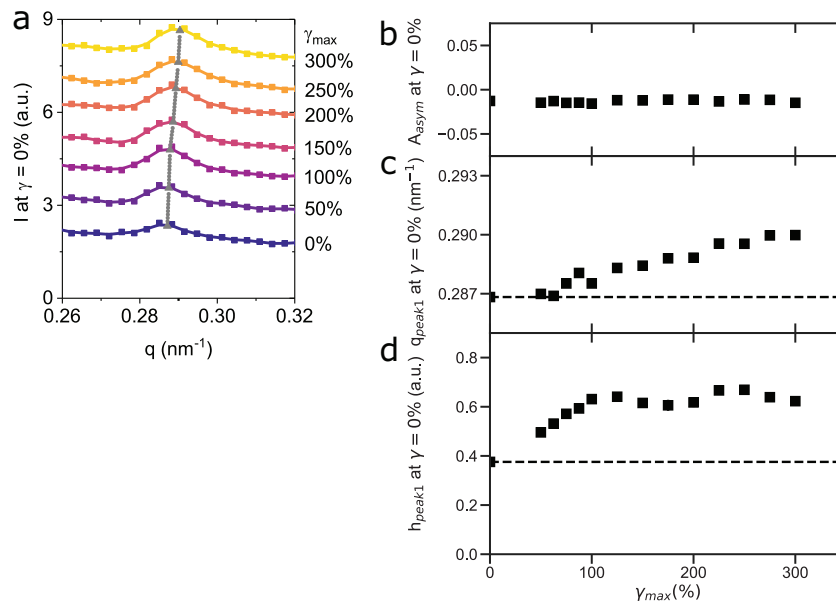 a
9
6
3
0
I at γ = 0% (a.u.)
γmax
300%
250%
200%
150%
100%
50%
0%
0.26 0.28 0.30 0.32
q (nm⁻¹)
b
0.05
0.00
−0.05
Aasym at γ = 0%
c
0.293
0.290
0.287
qpeak1 at γ = 0% (nm⁻¹)
d
0.8
0.6
0.4
0.2
0.0
hpeak1 at γ = 0% (a.u.)
0 100 200 300
γmax(%)